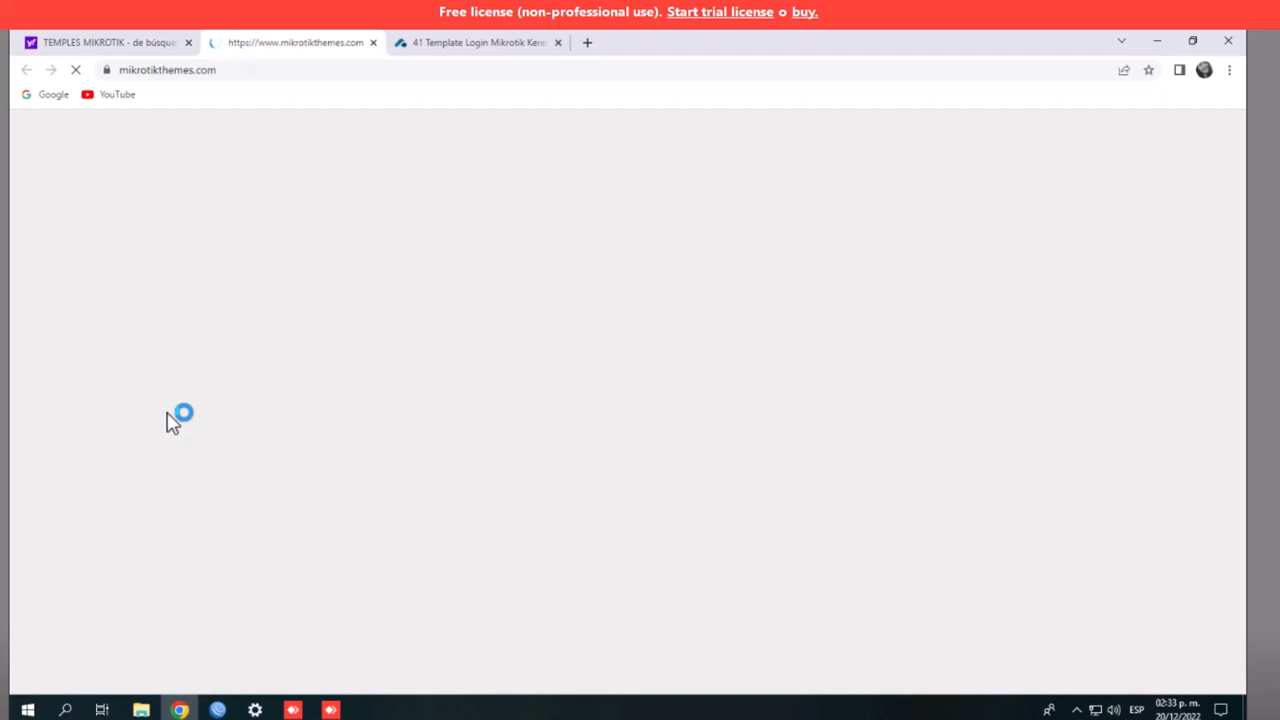 Free license (non-professional use). Start trial license o buy.
TEMPLES MIKROTIK - de búsque
https://www.mikrotikthemes.com
41 Template Login Mikrotik Keren
mikrotikthemes.com
Google
YouTube
ESP
02:33 p. m.
20/12/2022